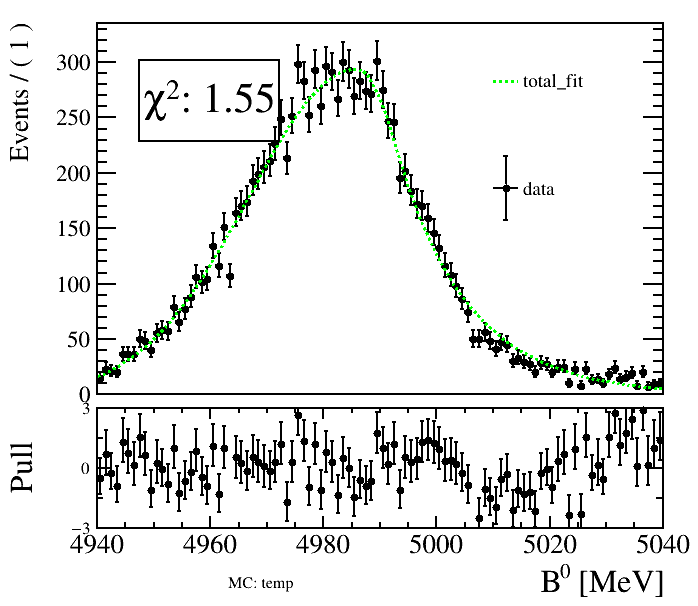 Events / ( 1 )
300
250
200
150
100
50
0
χ²: 1.55
total_fit
data
Pull
3
0
−3
4940 4960 4980 5000 5020 5040
MC: temp
B⁰ [MeV]